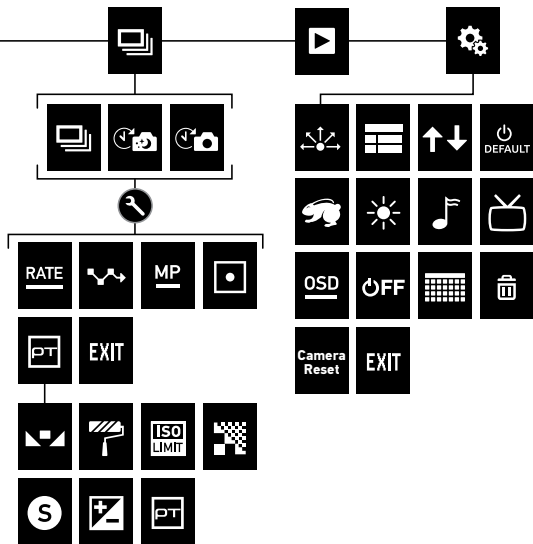 DEFAULT
RATE
MP
OSD
OFF
PT
EXIT
Camera
Reset
EXIT
ISO
LIMIT
S
PT